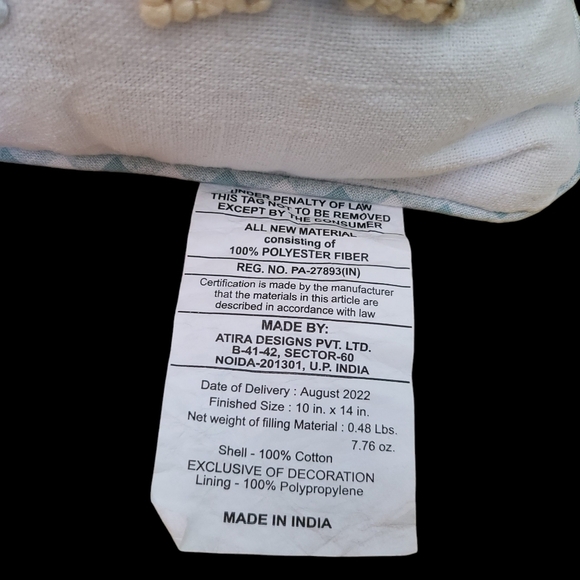 UNDER PENALTY OF LAW
THIS TAG NOT TO BE REMOVED
EXCEPT BY THE CONSUMER
ALL NEW MATERIAL
consisting of
100% POLYESTER FIBER
REG. NO. PA-27893(IN)
Certification is made by the manufacturer
that the materials in this article are
described in accordance with law
MADE BY:
ATIRA DESIGNS PVT. LTD.
B-41-42, SECTOR-60
NOIDA-201301, U.P. INDIA
Date of Delivery : August 2022
Finished Size : 10 in. x 14 in.
Net weight of filling Material : 0.48 Lbs.
7.76 oz.
Shell - 100% Cotton
EXCLUSIVE OF DECORATION
Lining - 100% Polypropylene
MADE IN INDIA